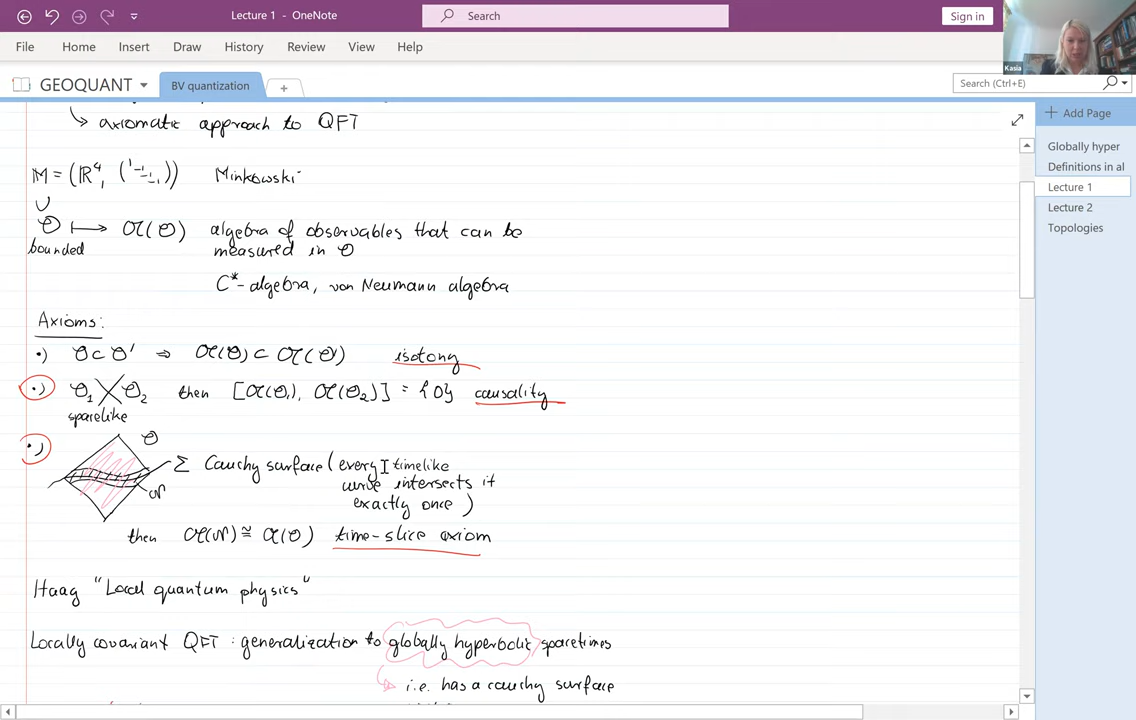 Lecture 1 - OneNote
Search
Sign in
File Home Insert Draw History Review View Help
Kasia
GEOQUANT
BV quantization
Search (Ctrl+E)
Add Page
Globally hyper
Definitions in al
Lecture 1
Lecture 2
Topologies
↳ axiomatic approach to QFT
M = (ℝ⁴, (1 -1 -1 -1)) Minkowski
∪
O ↦ 𝔄(O) algebra of observables that can be
bounded
measured in O
C*-algebra, von Neumann algebra
Axioms:
•) O ⊂ O' ⇒ 𝔄(O) ⊂ 𝔄(O') isotony
•) O₁ X O₂ then [𝔄(O₁), 𝔄(O₂)] = {0} causality
spacelike
•) O
Σ Cauchy surface (every timelike
curve intersects it
N
exactly once)
then 𝔄(N) ≅ 𝔄(O) time-slice axiom
Haag "Local quantum physics"
Locally covariant QFT : generalization to globally hyperbolic spacetimes
i.e. has a cauchy surface